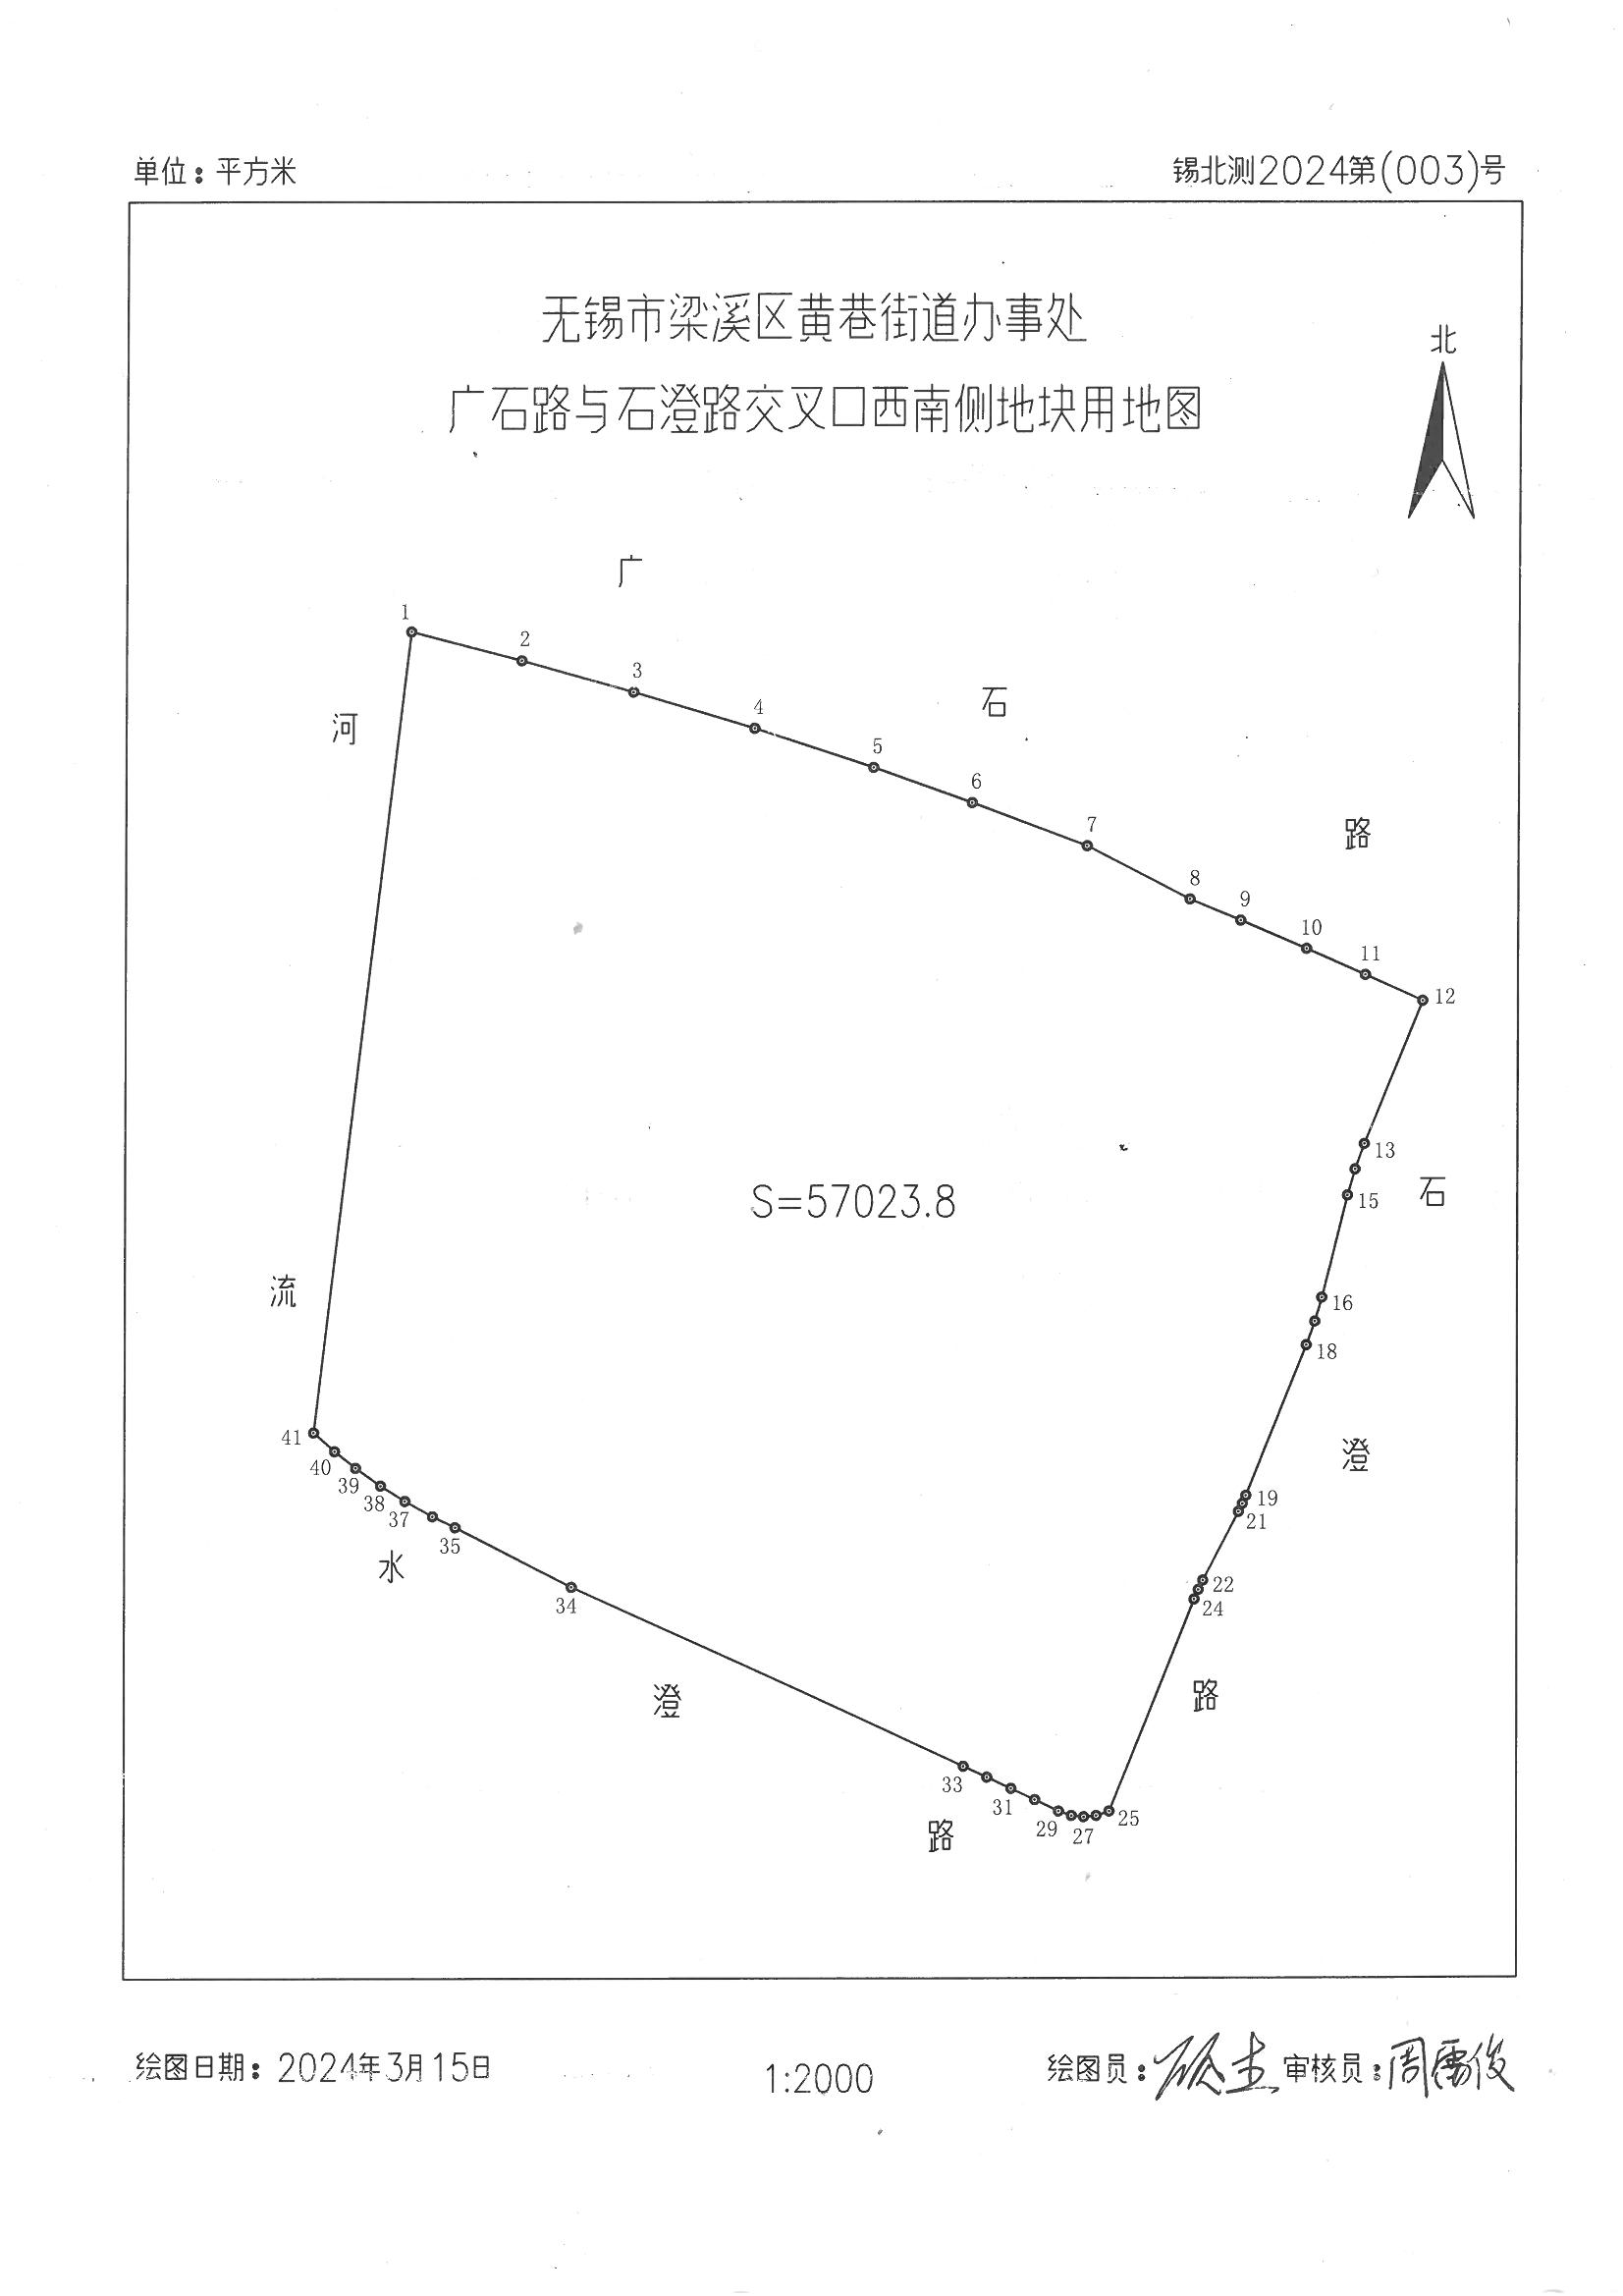 单位：平方米
锡北测2024第(003)号
无锡市梁溪区黄巷街道办事处
广石路与石澄路交叉口西南侧地块用地图
北
广
石
路
河
流
水
澄
路
石
澄
路
1
2
3
4
5
6
7
8
9
10
11
12
13
15
16
18
19
21
22
24
25
27
29
31
33
34
35
37
38
39
40
41
S=57023.8
绘图日期：2024年3月15日
1:2000
绘图员：
审核员：周